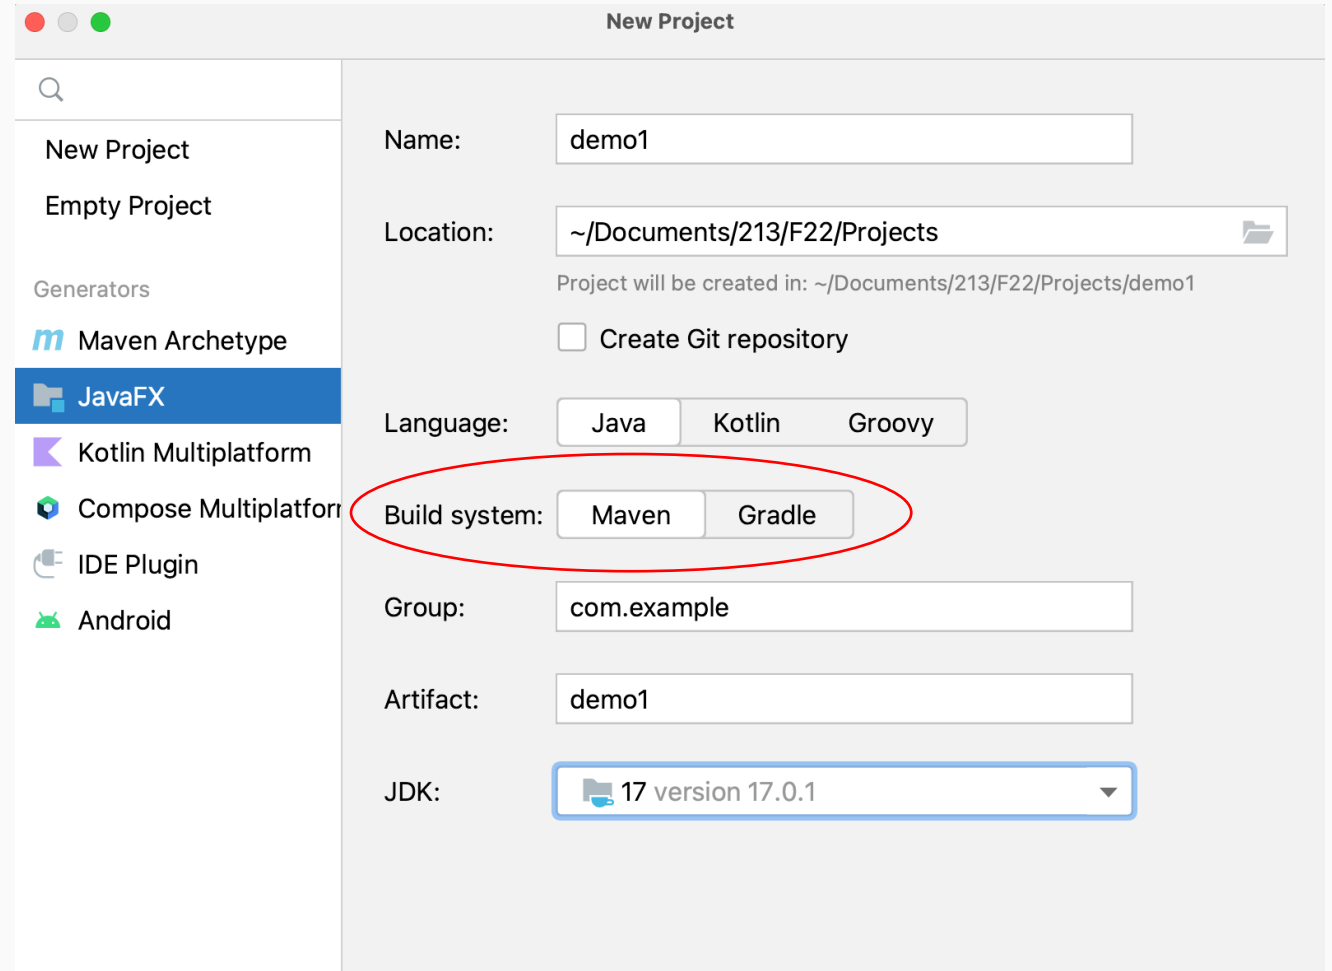 New Project
New Project
Empty Project
Generators
m Maven Archetype
JavaFX
Kotlin Multiplatform
Compose Multiplatfor
IDE Plugin
Android
Name: demo1
Location: ~/Documents/213/F22/Projects
Project will be created in: ~/Documents/213/F22/Projects/demo1
Create Git repository
Language: Java Kotlin Groovy
Build system: Maven Gradle
Group: com.example
Artifact: demo1
JDK: 17 version 17.0.1